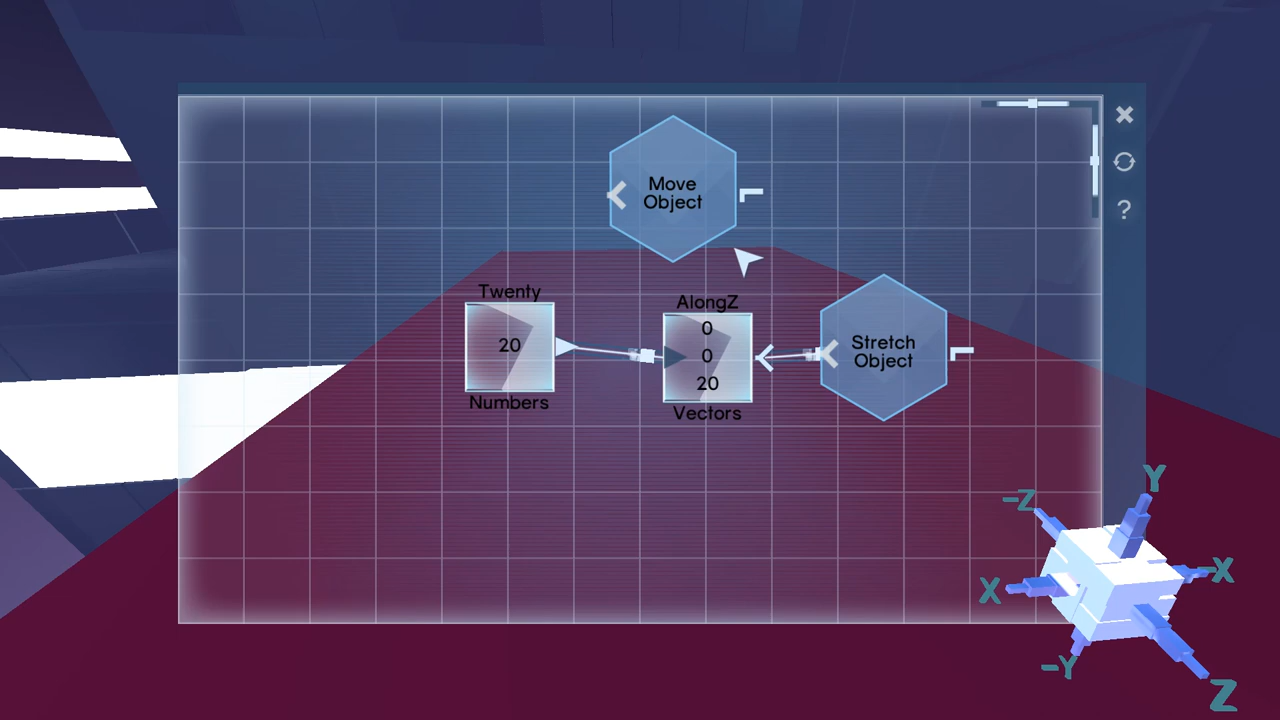 Move
Object
Twenty
20
Numbers
AlongZ
0
0
20
Vectors
Stretch
Object
?
-Z
Y
X
-X
-Y
Z